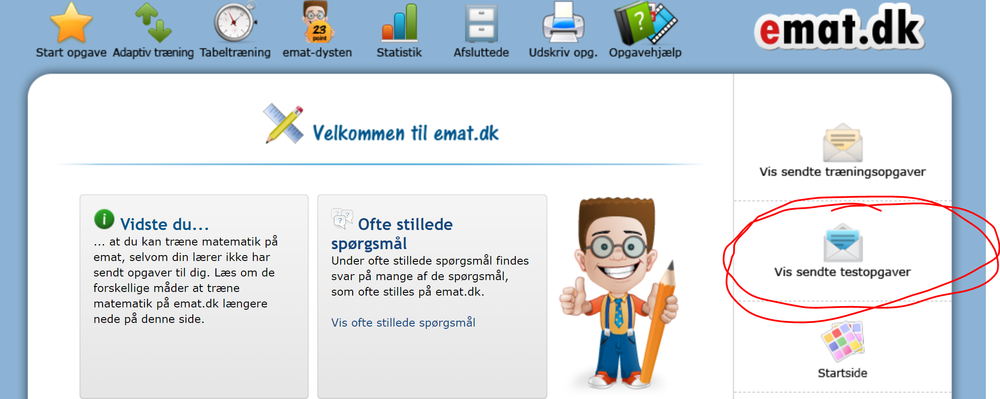 Start opgave
Adaptiv træning
Tabeltræning
23
point
emat-dysten
Statistik
Afsluttede
Udskriv opg.
?
Opgavehjælp
emat.dk
Velkommen til emat.dk
Vis sendte træningsopgaver
i
Vidste du...
... at du kan træne matematik på
emat, selvom din lærer ikke har
sendt opgaver til dig. Læs om de
forskellige måder at træne
matematik på emat.dk længere
nede på denne side.
? ? ?
Ofte stillede
spørgsmål
Under ofte stillede spørgsmål findes
svar på mange af de spørgsmål,
som ofte stilles på emat.dk.
Vis ofte stillede spørgsmål
Vis sendte testopgaver
Startside